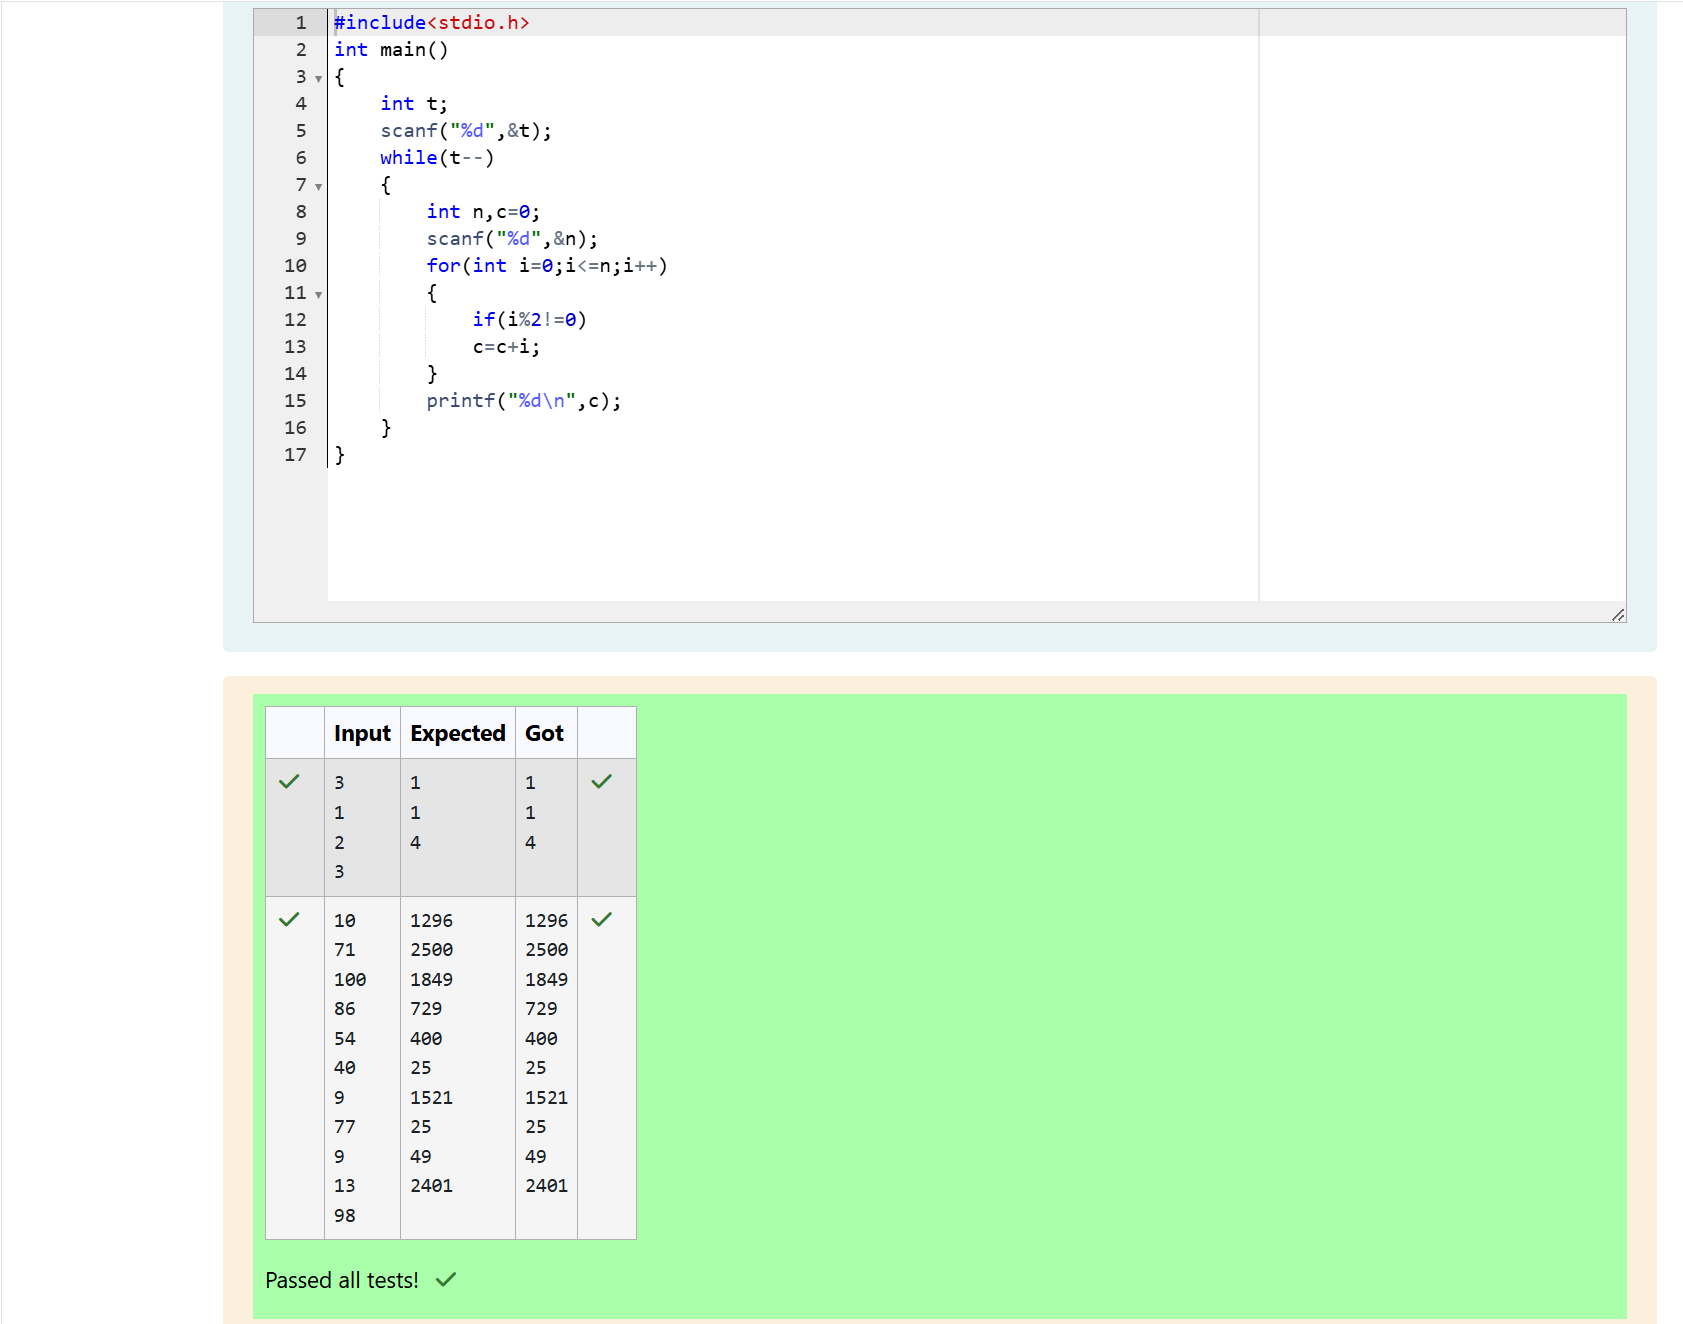 1 #include<stdio.h>
2 int main()
3 {
4     int t;
5     scanf("%d",&t);
6     while(t--)
7     {
8         int n,c=0;
9         scanf("%d",&n);
10         for(int i=0;i<=n;i++)
11         {
12             if(i%2!=0)
13             c=c+i;
14         }
15         printf("%d\n",c);
16     }
17 }
Input Expected Got
3 1 1
1 1 1
2 4 4
3
10 1296 1296
71 2500 2500
100 1849 1849
86 729 729
54 400 400
40 25 25
9 1521 1521
77 25 25
9 49 49
13 2401 2401
98
Passed all tests!